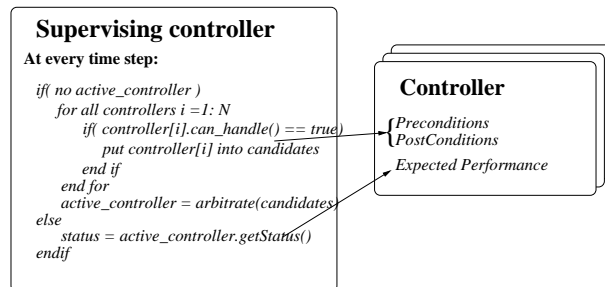 Supervising controller
At every time step:
if( no active_controller )
for all controllers i =1: N
if( controller[i].can_handle() == true)
put controller[i] into candidates
end if
end for
active_controller = arbitrate(candidates)
else
status = active_controller.getStatus()
endif
Controller
{Preconditions
PostConditions
Expected Performance